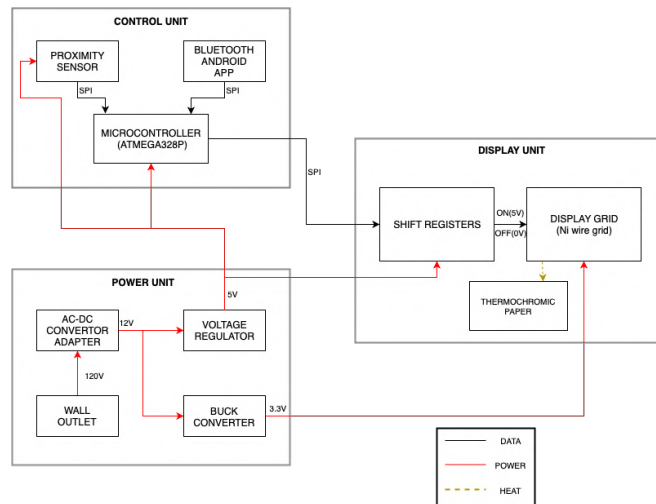 CONTROL UNIT
PROXIMITY
SENSOR
BLUETOOTH
ANDROID
APP
SPI
SPI
MICROCONTROLLER
(ATMEGA328P)
SPI
DISPLAY UNIT
SHIFT REGISTERS
ON(5V)
OFF(0V)
DISPLAY GRID
(Ni wire grid)
THERMOCHROMIC
PAPER
POWER UNIT
5V
AC-DC
CONVERTOR
ADAPTER
12V
VOLTAGE
REGULATOR
120V
WALL
OUTLET
BUCK
CONVERTER
3.3V
DATA
POWER
HEAT